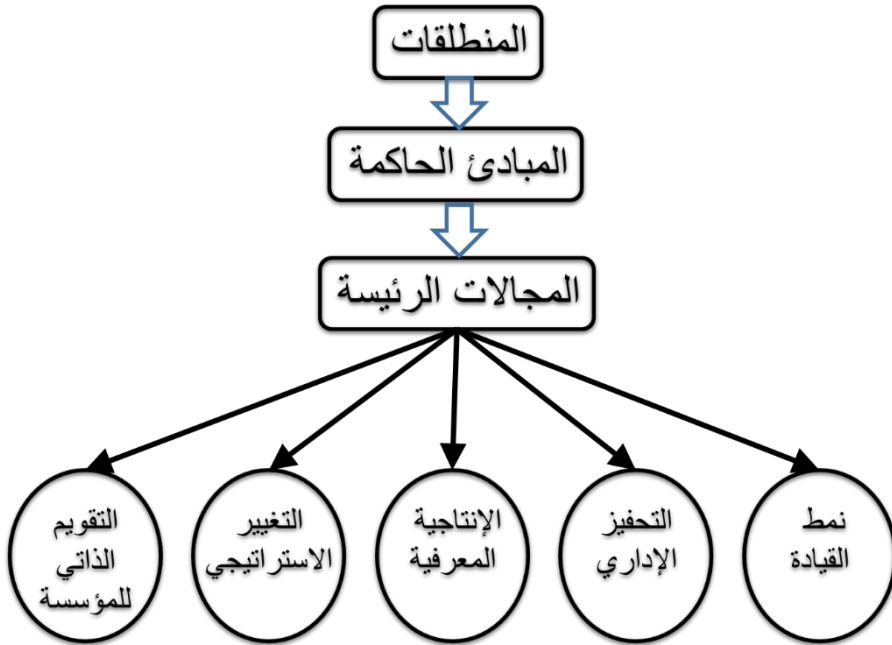 المنطلقات
المبادئ الحاكمة
المجالات الرئيسة
نمط
القيادة
التحفيز
الإداري
الإنتاجية
المعرفية
التغيير
الاستراتيجي
التقويم
الذاتي
للمؤسسة